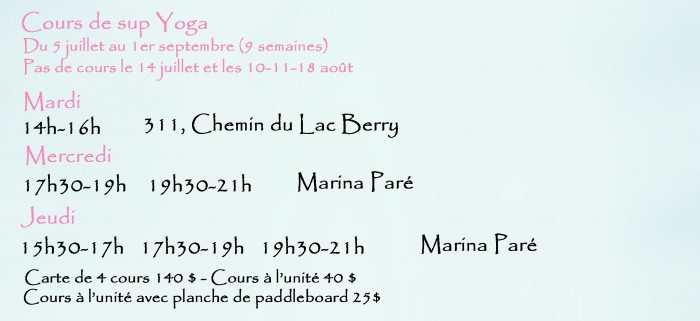 Cours de sup Yoga
Du 5 juillet au 1er septembre (9 semaines)
Pas de cours le 14 juillet et les 10-11-18 août
Mardi
14h-16h 311, Chemin du Lac Berry
Mercredi
17h30-19h 19h30-21h Marina Paré
Jeudi
15h30-17h 17h30-19h 19h30-21h Marina Paré
Carte de 4 cours 140 $ - Cours à l'unité 40 $
Cours à l'unité avec planche de paddleboard 25$